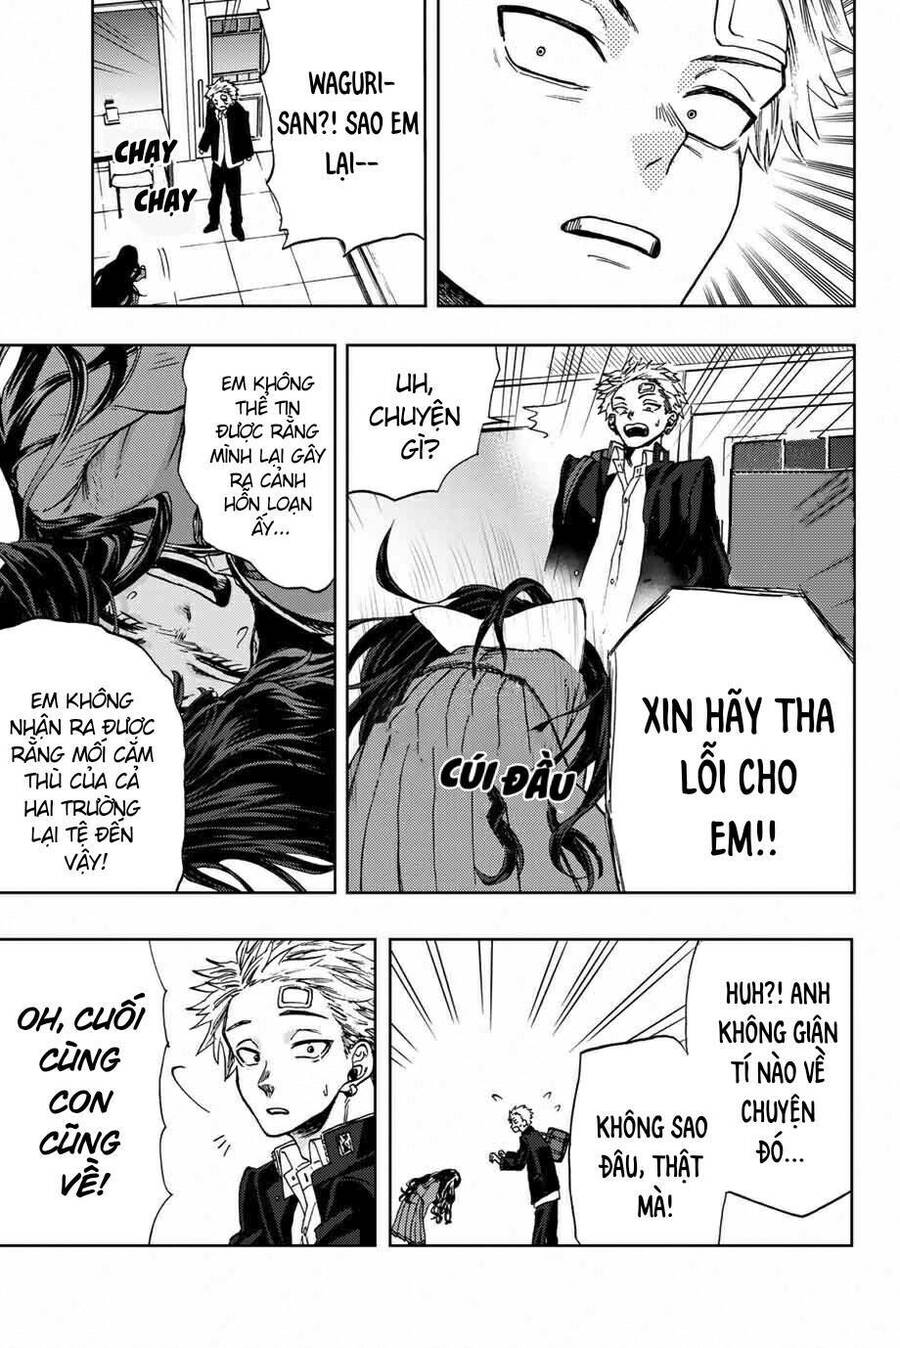 WAGURI-
SAN?! SAO EM
LẠI--
CHẠY
CHẠY
UH,
CHUYỆN
GÌ?
XIN HÃY THA
LỖI CHO
EM!!
CÚI ĐẦU
EM KHÔNG
THỂ TIN
ĐƯỢC RẰNG
MÌNH LẠI GÂY
RA CẢNH
HỖN LOẠN
ẤY...
EM KHÔNG
NHẬN RA ĐƯỢC
RẰNG MỐI CĂM
THÙ CỦA CẢ
HAI TRƯỜNG
LẠI TỆ ĐẾN
VẬY!
HUH?! ANH
KHÔNG GIẬN
TÍ NÀO VỀ
CHUYỆN
ĐÓ...
KHÔNG SAO
ĐÂU, THẬT
MÀ!
OH, CUỐI
CÙNG
CON
CŨNG
VỀ!